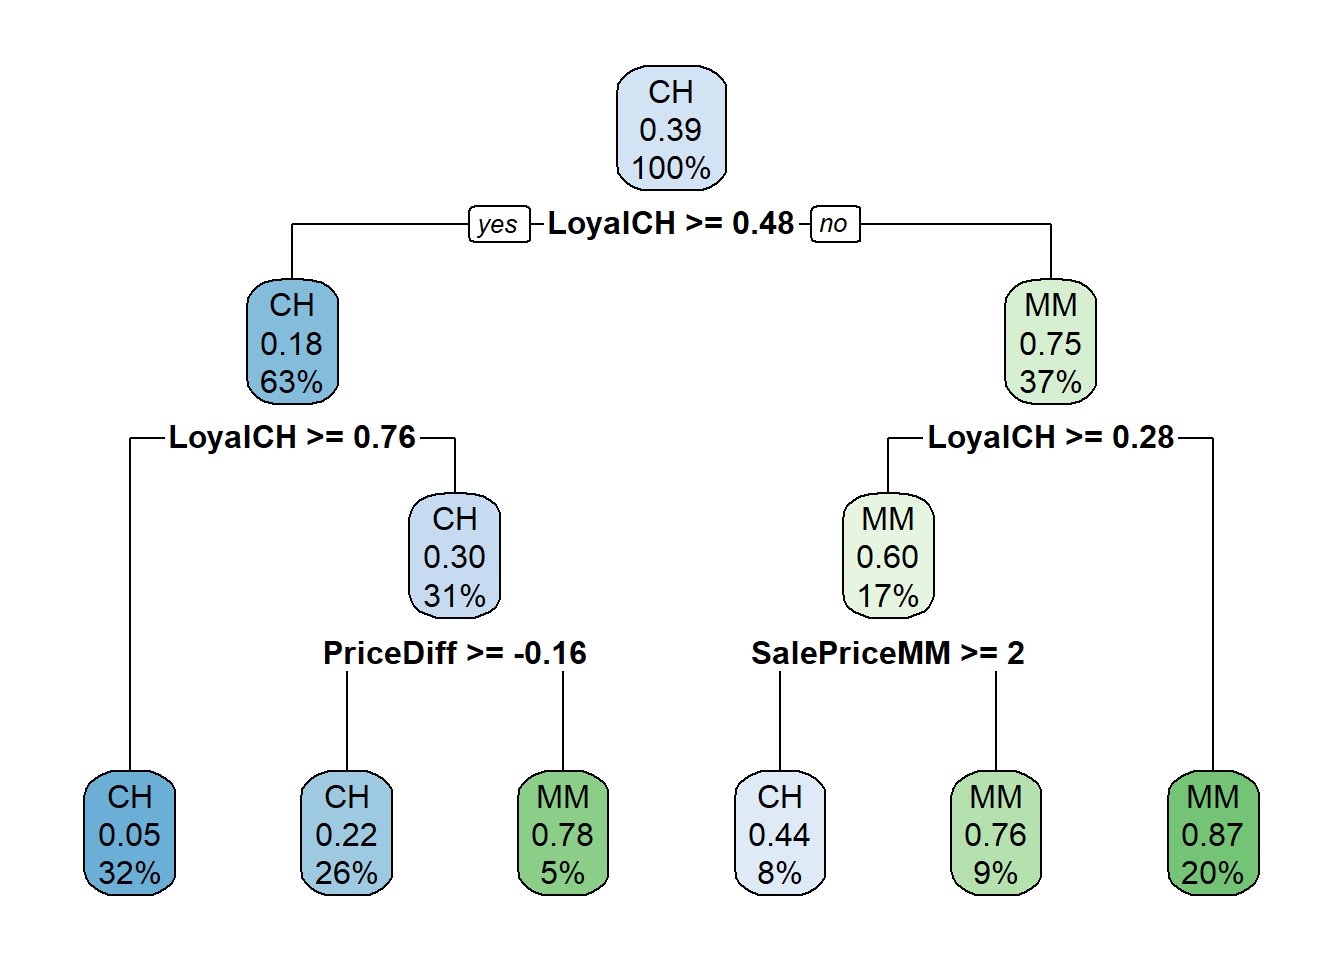 CH
0.39
100%
yes LoyalCH >= 0.48 no
CH
0.18
63%
MM
0.75
37%
LoyalCH >= 0.76
LoyalCH >= 0.28
CH
0.30
31%
MM
0.60
17%
PriceDiff >= -0.16
SalePriceMM >= 2
CH
0.05
32%
CH
0.22
26%
MM
0.78
5%
CH
0.44
8%
MM
0.76
9%
MM
0.87
20%